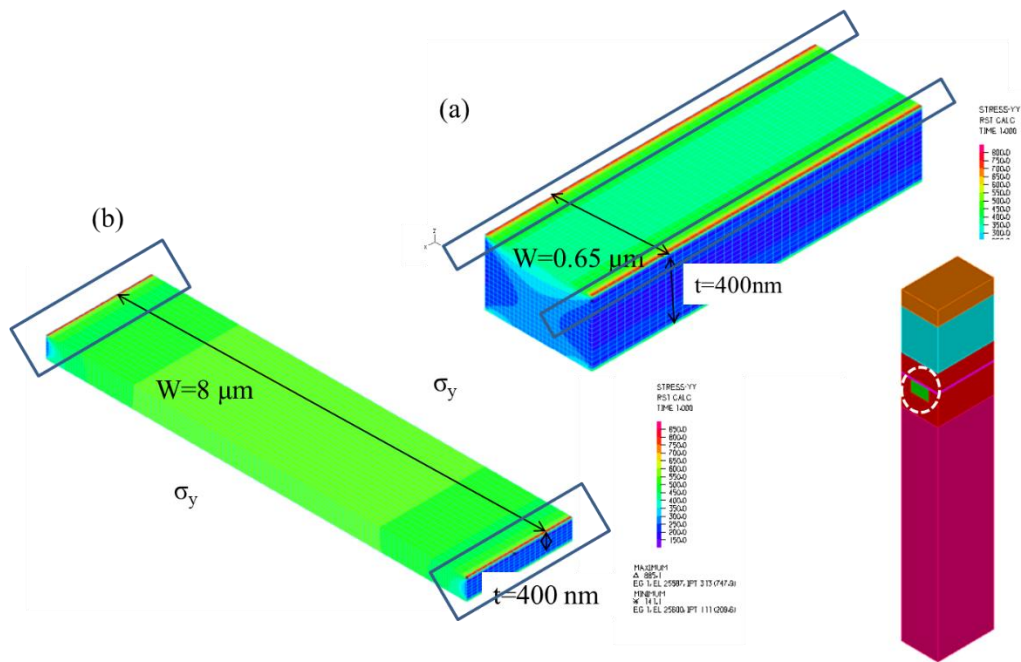 (a)
STRESS-YY
RST CALC
TIME 1.000
800.0
750.0
700.0
650.0
600.0
550.0
500.0
450.0
400.0
350.0
300.0
(b)
W=0.65 μm
t=400nm
W=8 μm
σy
STRESS-YY
RST CALC
TIME 1.000
850.0
800.0
750.0
700.0
650.0
600.0
550.0
500.0
450.0
400.0
350.0
300.0
250.0
200.0
150.0
σy
t=400 nm
MAXIMUM
MINIMUM